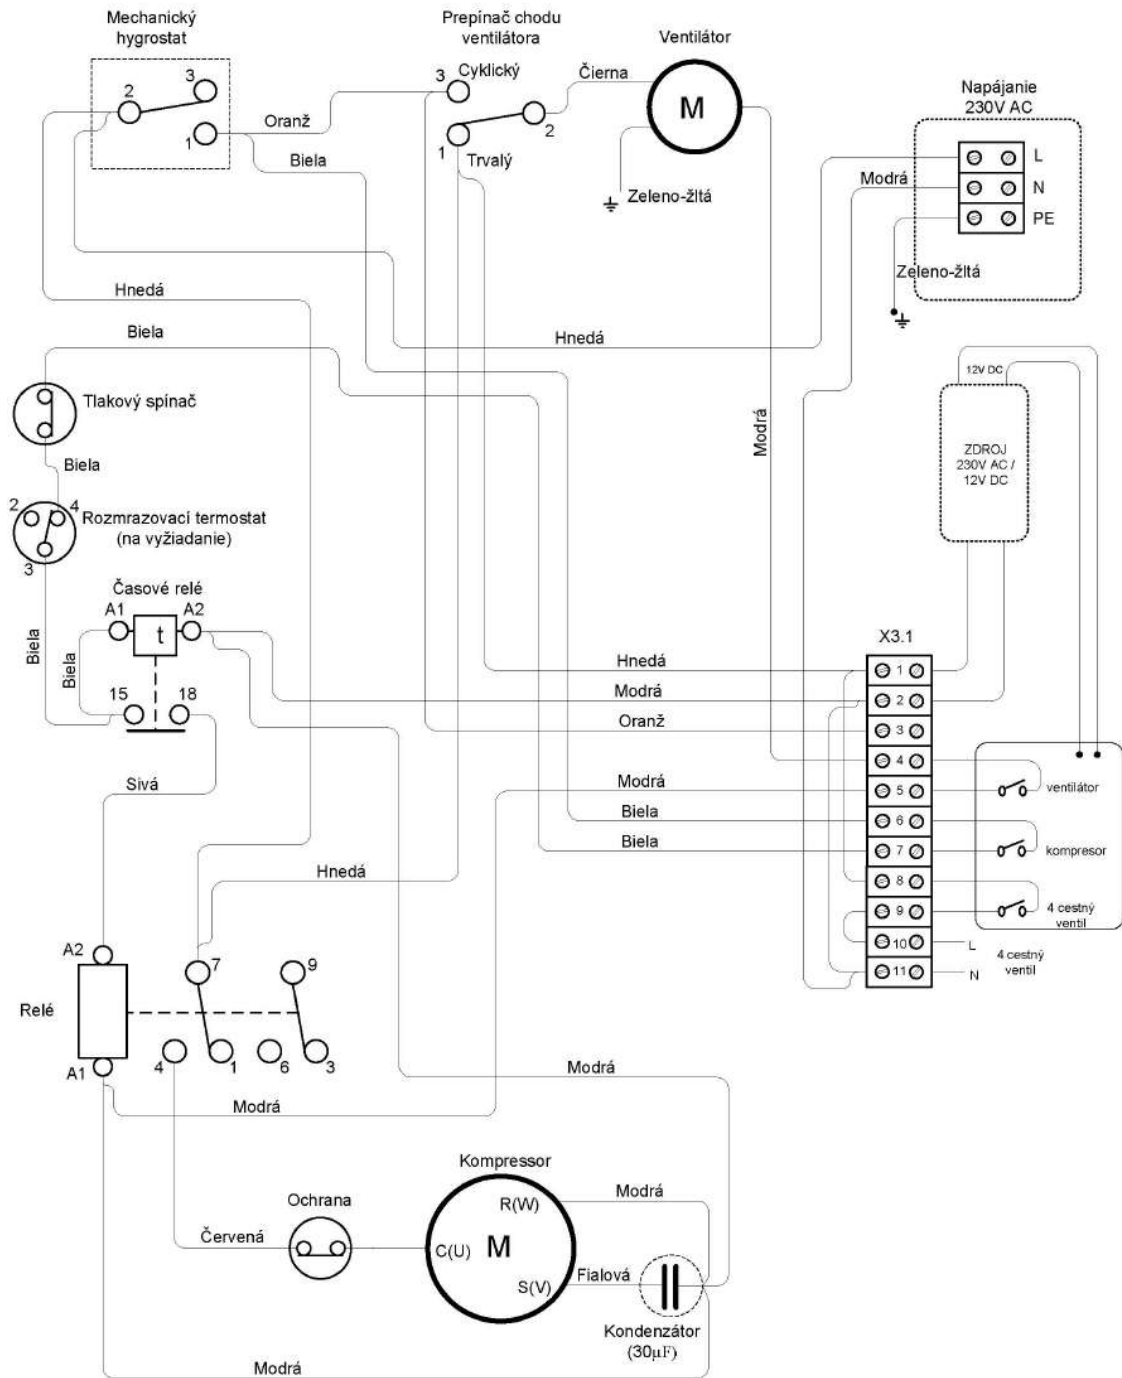 Mechanický
hygrostat
Prepínač chodu
ventilátora
Ventilátor
3
2
1
Oranž
Biela
3
Cyklický
2
1
Trvalý
Čierna
M
Zeleno-žltá
Napájanie
230V AC
L
Modrá
N
PE
Zeleno-žltá
Hnedá
Biela
Hnedá
Tlakový spínač
Biela
Modrá
12V DC
ZDROJ
230V AC /
12V DC
2
4
Rozmrazovací termostat
(na vyžiadanie)
3
Časové relé
A1
A2
t
Biela
Biela
15
18
Sivá
X3.1
Hnedá
1
Modrá
2
Oranž
3
4
Modrá
5
Biela
6
Biela
7
8
9
10
11
ventilátor
kompresor
4 cestný
ventil
L
N
4 cestný
ventil
Hnedá
A2
Relé
A1
7
9
4
1
6
3
Modrá
Modrá
Kompressor
R(W)
C(U)
M
S(V)
Ochrana
Červená
Modrá
Fialová
Kondenzátor
(30µF)
Modrá